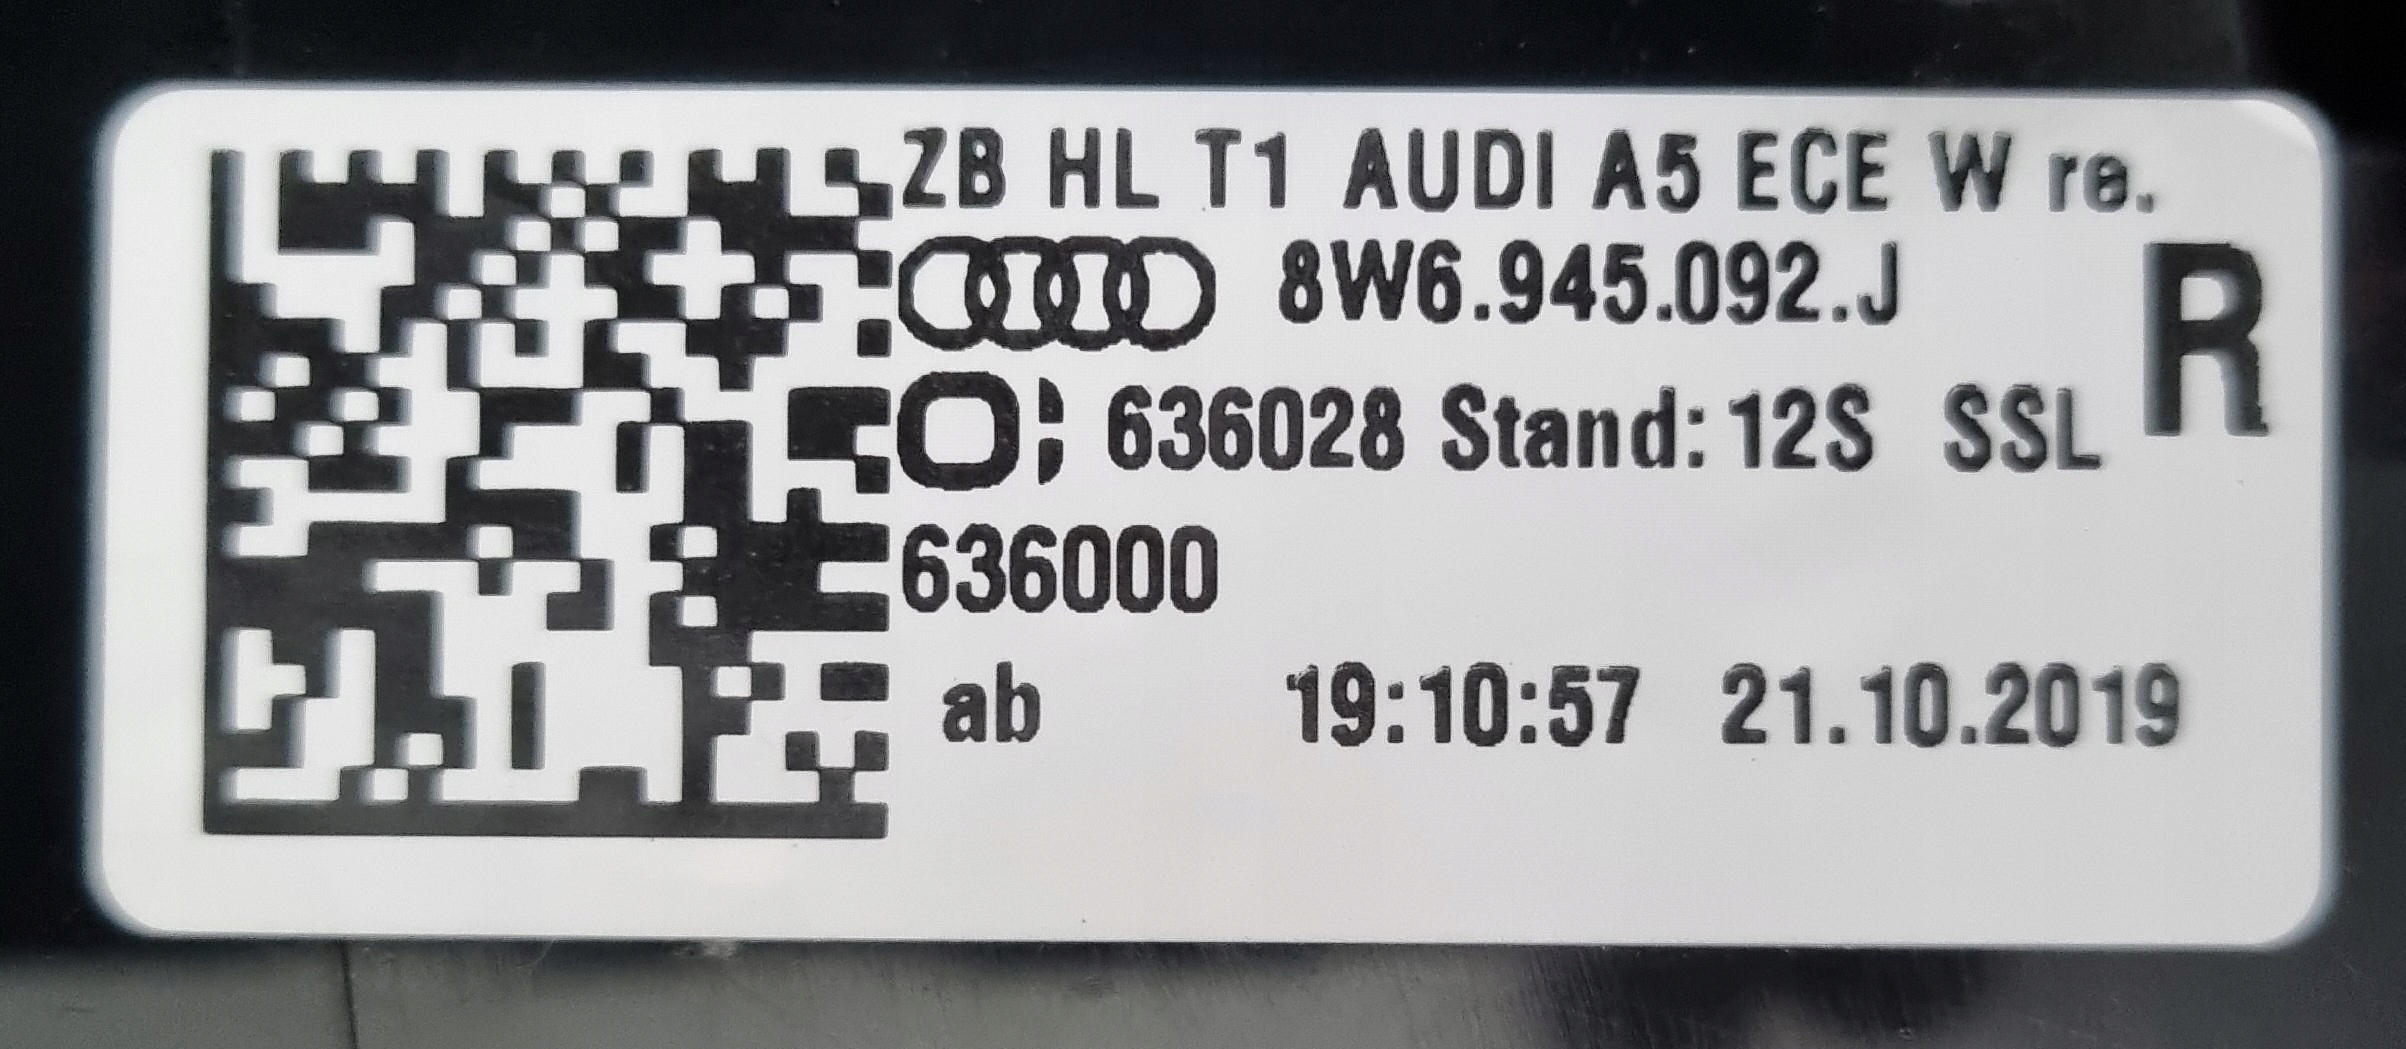 ZB HL T1 AUDI A5 ECE W re.
8W6.945.092.J R
636028 Stand: 12S SSL
636000
ab 19:10:57 21.10.2019